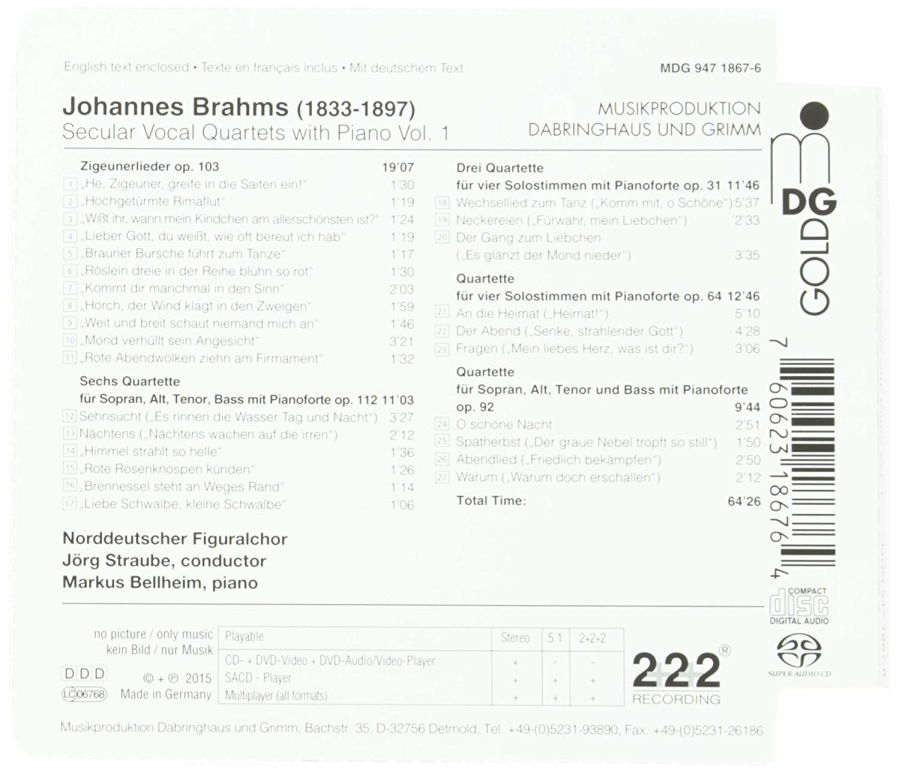 English text enclosed • Texte en français inclus • Mit deutschem Text
MDG 947 1867-6
Johannes Brahms (1833-1897)
Secular Vocal Quartets with Piano Vol. 1
MUSIKPRODUKTION
DABRINGHAUS UND GRIMM
Zigeunerlieder op. 103 19'07
1 „He, Zigeuner, greife in die Saiten ein!" 1'30
2 „Hochgetürmte Rimaflut" 1'19
3 „Wißt ihr, wann mein Kindchen am allerschönsten ist?" 1'24
4 „Lieber Gott, du weißt, wie oft bereut ich hab" 1'19
5 „Brauner Bursche führt zum Tanze" 1'17
6 „Röslein dreie in der Reihe blühn so rot" 1'30
7 „Kommt dir manchmal in den Sinn" 2'03
8 „Horch, der Wind klagt in den Zweigen" 1'59
9 „Weit und breit schaut niemand mich an" 1'46
10 „Mond verhüllt sein Angesicht" 3'21
11 „Rote Abendwolken ziehn am Firmament" 1'32
Sechs Quartette
für Sopran, Alt, Tenor, Bass mit Pianoforte op. 112 11'03
12 Sehnsucht („Es rinnen die Wasser Tag und Nacht") 3'27
13 Nächtens („Nächtens wachen auf die irren") 2'12
14 „Himmel strahlt so helle" 1'36
15 „Rote Rosenknospen künden" 1'26
16 „Brennessel steht an Weges Rand" 1'14
17 „Liebe Schwalbe, kleine Schwalbe" 1'06
Norddeutscher Figuralchor
Jörg Straube, conductor
Markus Bellheim, piano
Drei Quartette
für vier Solostimmen mit Pianoforte op. 31 11'46
18 Wechsellied zum Tanz („Komm mit, o Schöne") 5'37
19 Neckereien („Fürwahr, mein Liebchen") 2'33
20 Der Gang zum Liebchen
(„Es glänzt der Mond nieder") 3'35
Quartette
für vier Solostimmen mit Pianoforte op. 64 12'46
21 An die Heimat („Heimat!") 5'10
22 Der Abend („Senke, strahlender Gott") 4'28
23 Fragen („Mein liebes Herz, was ist dir?") 3'06
Quartette
für Sopran, Alt, Tenor und Bass mit Pianoforte
op. 92 9'44
24 O schöne Nacht 2'51
25 Spätherbst („Der graue Nebel tropft so still") 1'50
26 Abendlied („Friedlich bekämpfen") 2'50
27 Warum („Warum doch erschallen") 2'12
Total Time: 64'26
MDG
GOLD
7 60623 18676 4
COMPACT
disc
DIGITAL AUDIO
SUPER AUDIO CD
no picture / only music
kein Bild / nur Musik
DDD
LC 06768
© + ℗ 2015
Made in Germany
Playable Stereo 5.1 2+2+2
CD- + DVD-Video + DVD-Audio/Video-Player + - -
SACD - Player + + +
Multiplayer (all formats) + + +
2+2+2®
RECORDING
Musikproduktion Dabringhaus und Grimm, Bachstr. 35, D-32756 Detmold, Tel. +49-(0)5231-93890, Fax. +49-(0)5231-26186